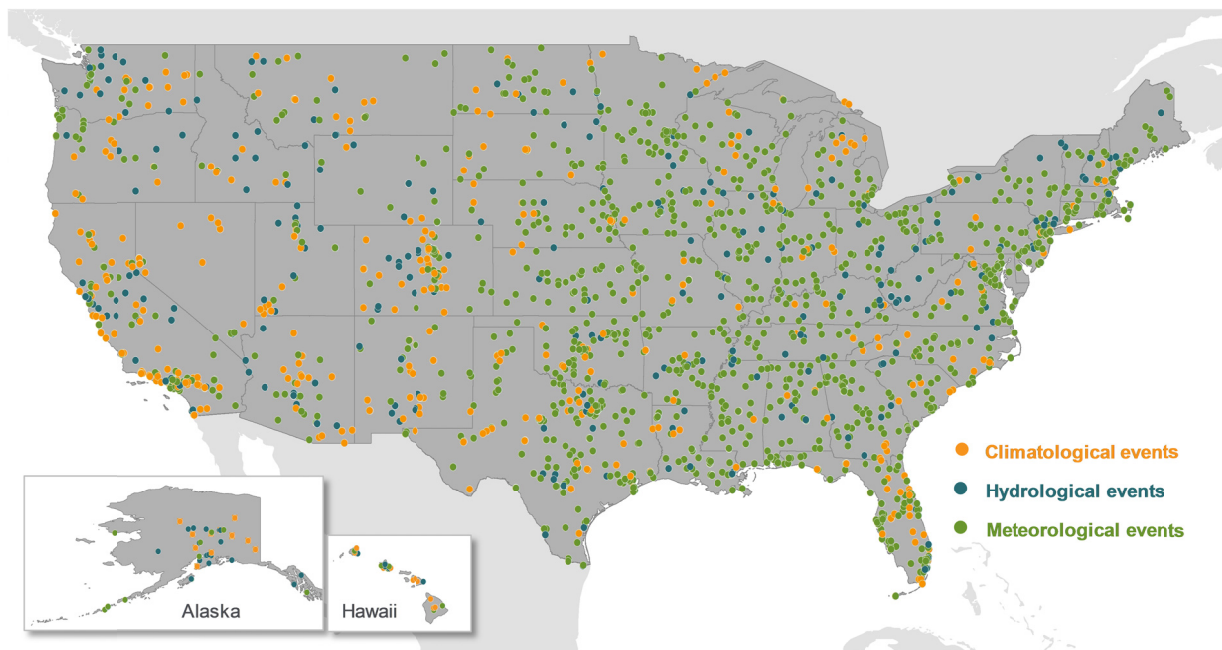 Climatological events
Hydrological events
Meteorological events
Alaska
Hawaii